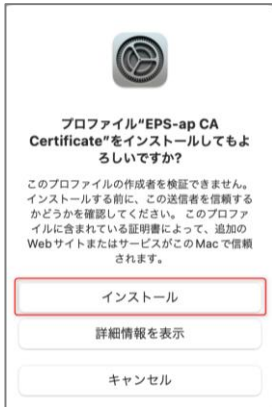 プロファイル“EPS-ap CA
Certificate”をインストールしてもよ
ろしいですか?
このプロファイルの作成者を検証できません。
インストールする前に、この送信者を信頼する
かどうかを確認してください。 このプロファ
イルに含まれている証明書によって、追加の
Webサイトまたはサービスがこの Mac で信頼
されます。
インストール
詳細情報を表示
キャンセル